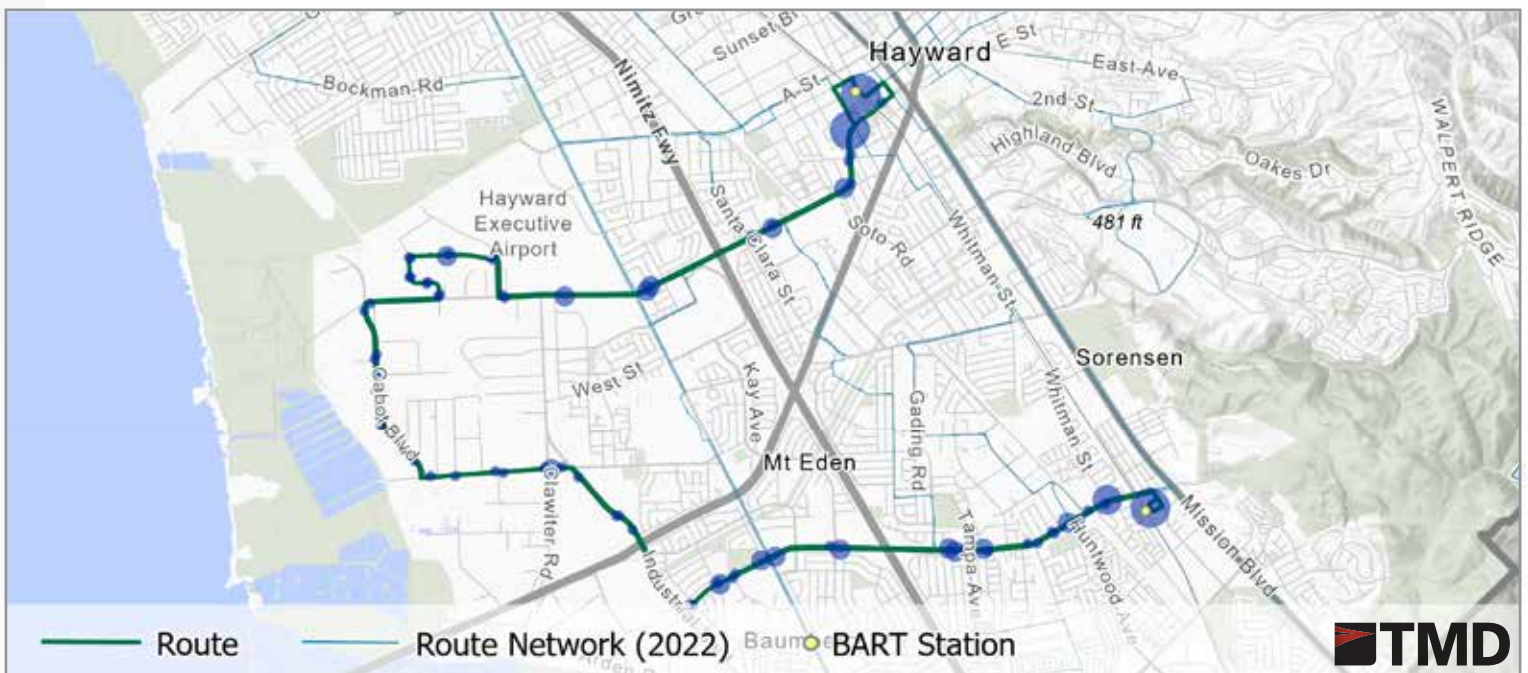 Sunset Bl
Hayward
E St
Bockman Rd
East Ave
A St
2nd St
Nimitz Fwy
Highland Blvd
Oakes Dr
WALPERT RIDGE
Hayward
Executive
Airport
Santa Clara St
Soto Rd
Whitman St
481 ft
Sorensen
West St
Kay Ave
Gading Rd
Whitman St
Cabot Blvd
Mt Eden
Clawiter Rd
Mission Blvd
Tampa Ave
Huntwood Ave
Industrial
Route
Route Network (2022)
BART Station
TMD